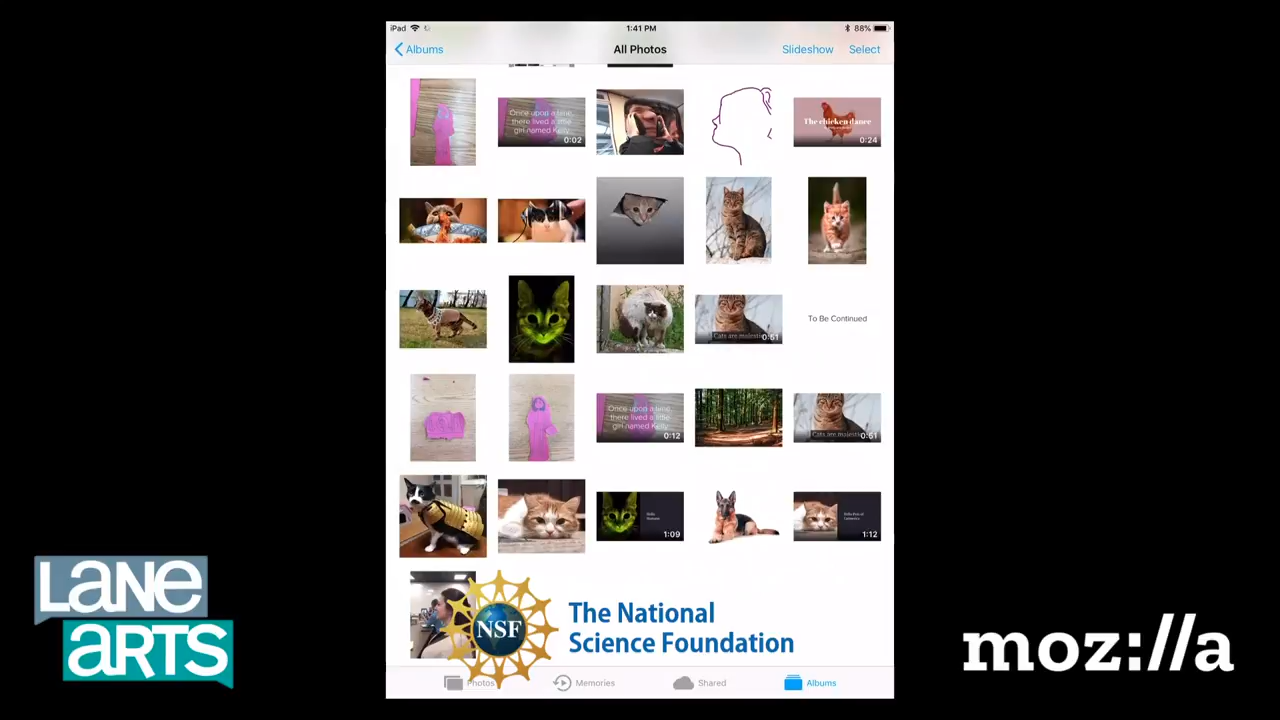 iPad
1:41 PM
88%
Albums
All Photos
Slideshow
Select
Once upon a time,
there lived a little
girl named Kelly
0:02
The chicken dance
0:24
Cats are majestic
0:51
To Be Continued
Once upon a time,
there lived a little
girl named Kelly
0:12
Cats are majestic
0:51
Hello
1:09
1:12
LANE
ARTS
NSF
The National
Science Foundation
moz://a
Photos
Memories
Shared
Albums